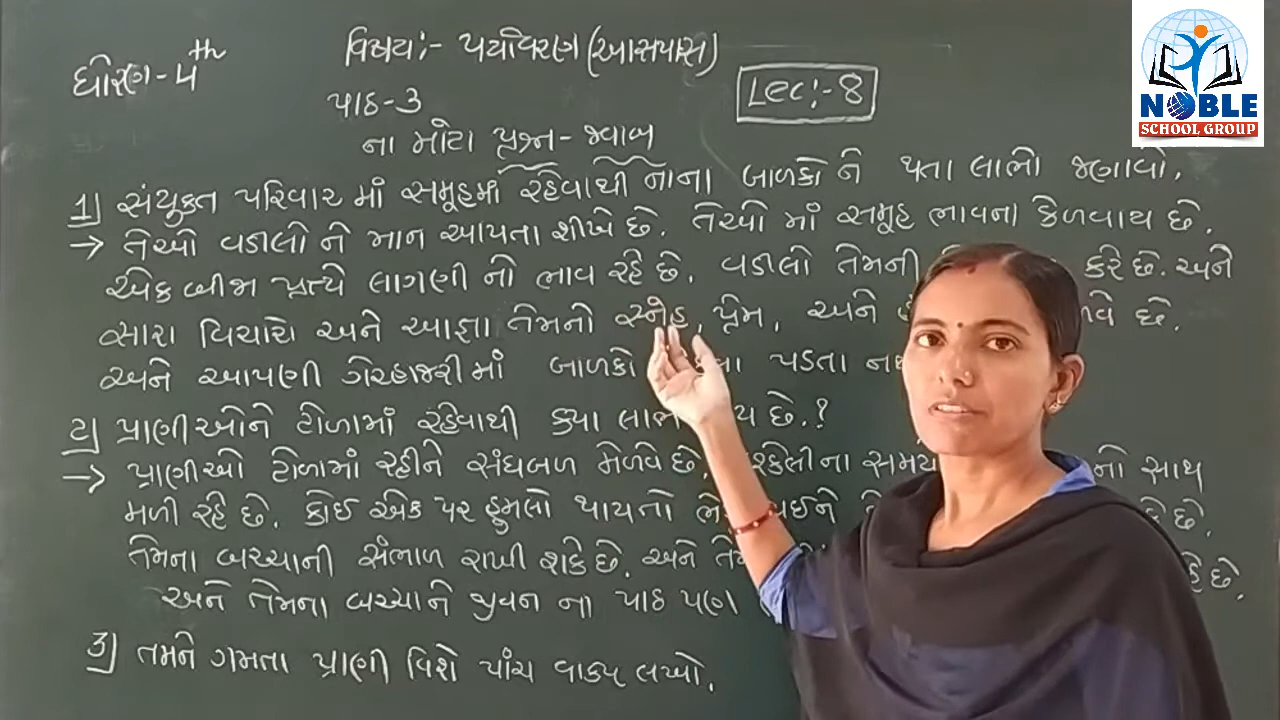 ધોરણ-4th
વિષય:- પર્યાવરણ (આસપાસ)
Lec:-8
NOBLE
SCHOOL GROUP
પાઠ-3
ના મોટા પ્રશ્ન-જવાબ
1) સંયુક્ત પરિવાર માં સમૂહમાં રહેવાથી નાના બાળકો ને થતા લાભો જણાવો.
→ તેઓ વડીલો ને માન આપતા શીખે છે. તેઓ માં સમૂહ ભાવના કેળવાય છે.
એક બીજા પ્રત્યે લાગણી નો ભાવ રહે છે. વડીલો તેમની કરે છે. અને
સારા વિચારો અને આજ્ઞા તેમનો સ્નેહ, પ્રેમ, અને છે.
અને આપણી ગેરહાજરી માં બાળકો પડતા
2) પ્રાણીઓને ટોળામાં રહેવાથી કયા છે.?
→ પ્રાણીઓ ટોળામાં રહીને સંઘબળ મેળવે છે. સાથ
મળી રહે છે. કોઈ એક પર હુમલો થાયતો છે.
તેમના બચ્ચાની સંભાળ રાખી શકે છે. અને છે.
અને તેમના બચ્ચાને જીવન ના પાઠ પણ
3) તમને ગમતા પ્રાણી વિશે પાંચ વાક્ય લખો.